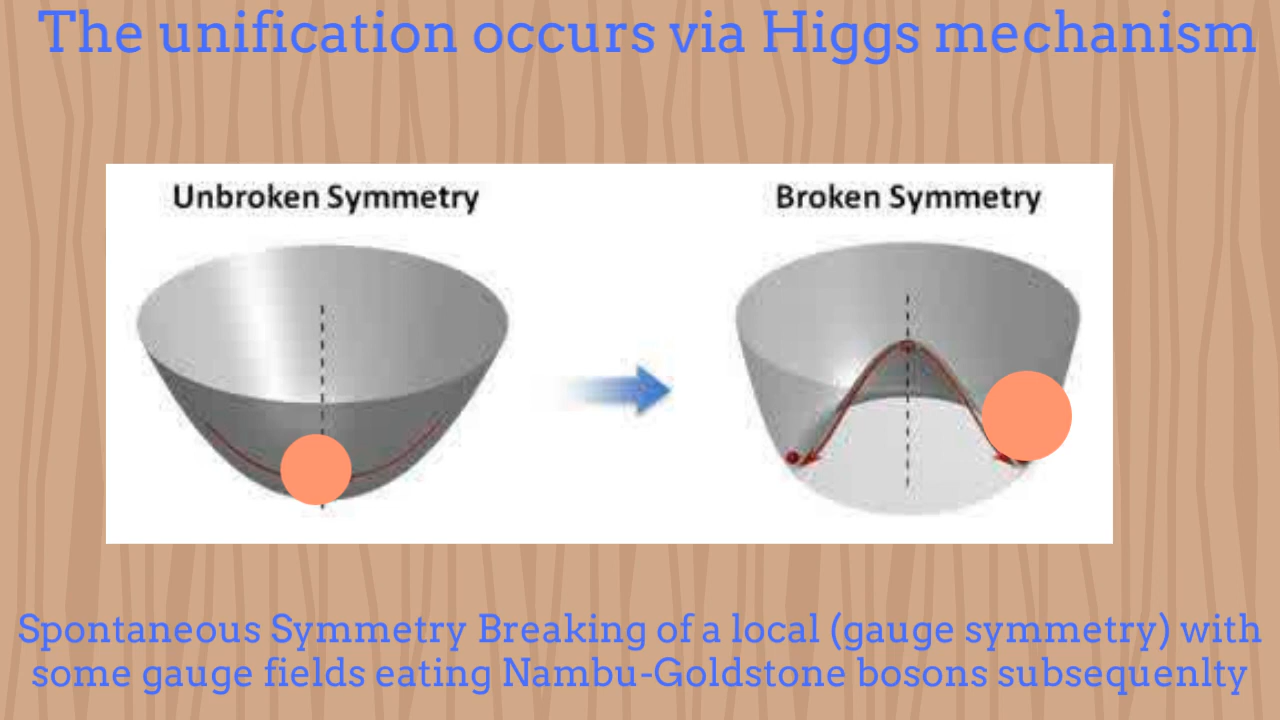 The unification occurs via Higgs mechanism
Unbroken Symmetry
Broken Symmetry
Spontaneous Symmetry Breaking of a local (gauge symmetry) with
some gauge fields eating Nambu-Goldstone bosons subsequenlty